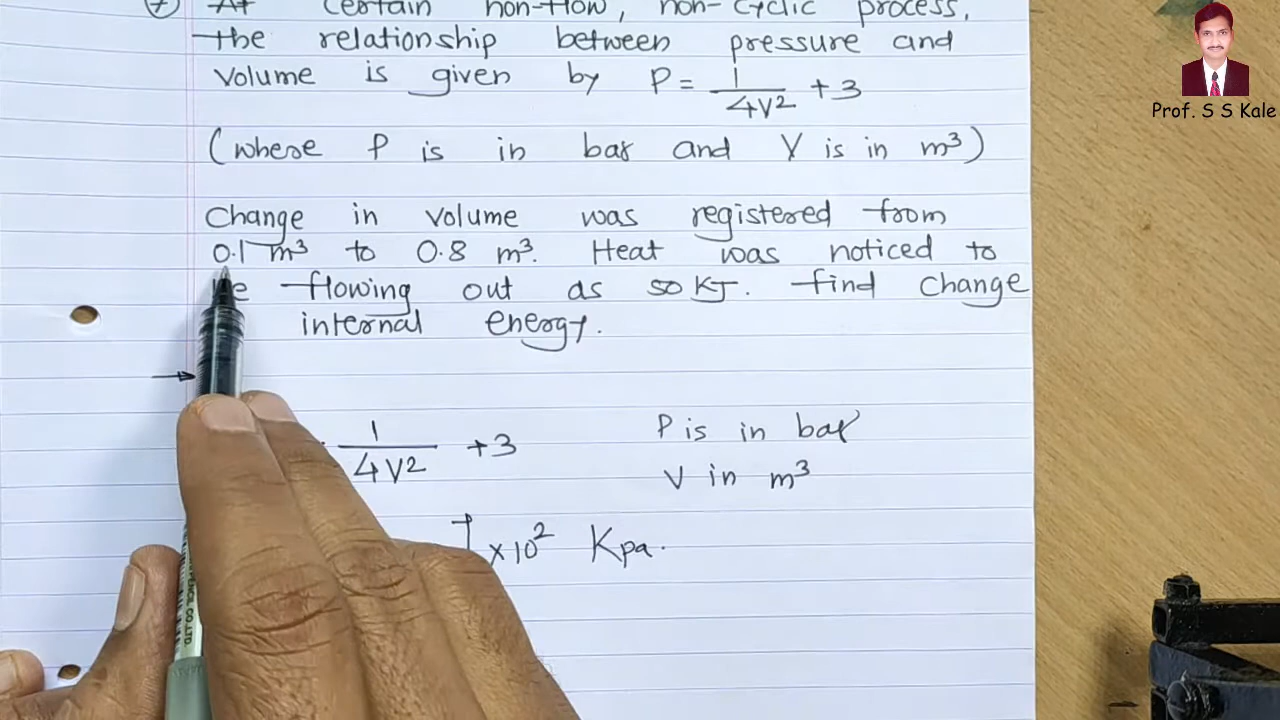 ⑦ At certain non-flow, non-cyclic process,
the relationship between pressure and
volume is given by P = 1/4V² + 3
(where P is in bar and V is in m³)
Change in volume was registered from
0.1 m³ to 0.8 m³. Heat was noticed to
be flowing out as 50 KJ. find change
internal energy.
1/4V² + 3 P is in bar
V in m³
] × 10² Kpa.
Prof. S S Kale